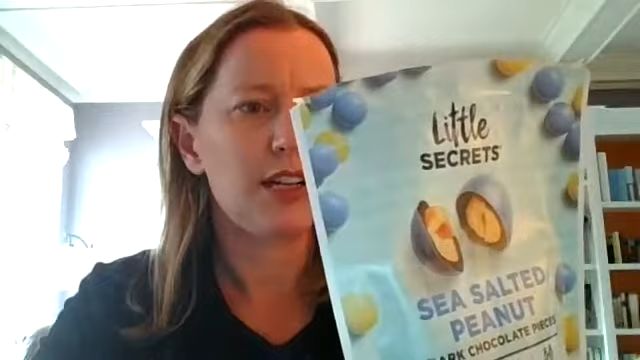 Little
SECRETS
SEA SALTED
PEANUT
DARK CHOCOLATE PIECES